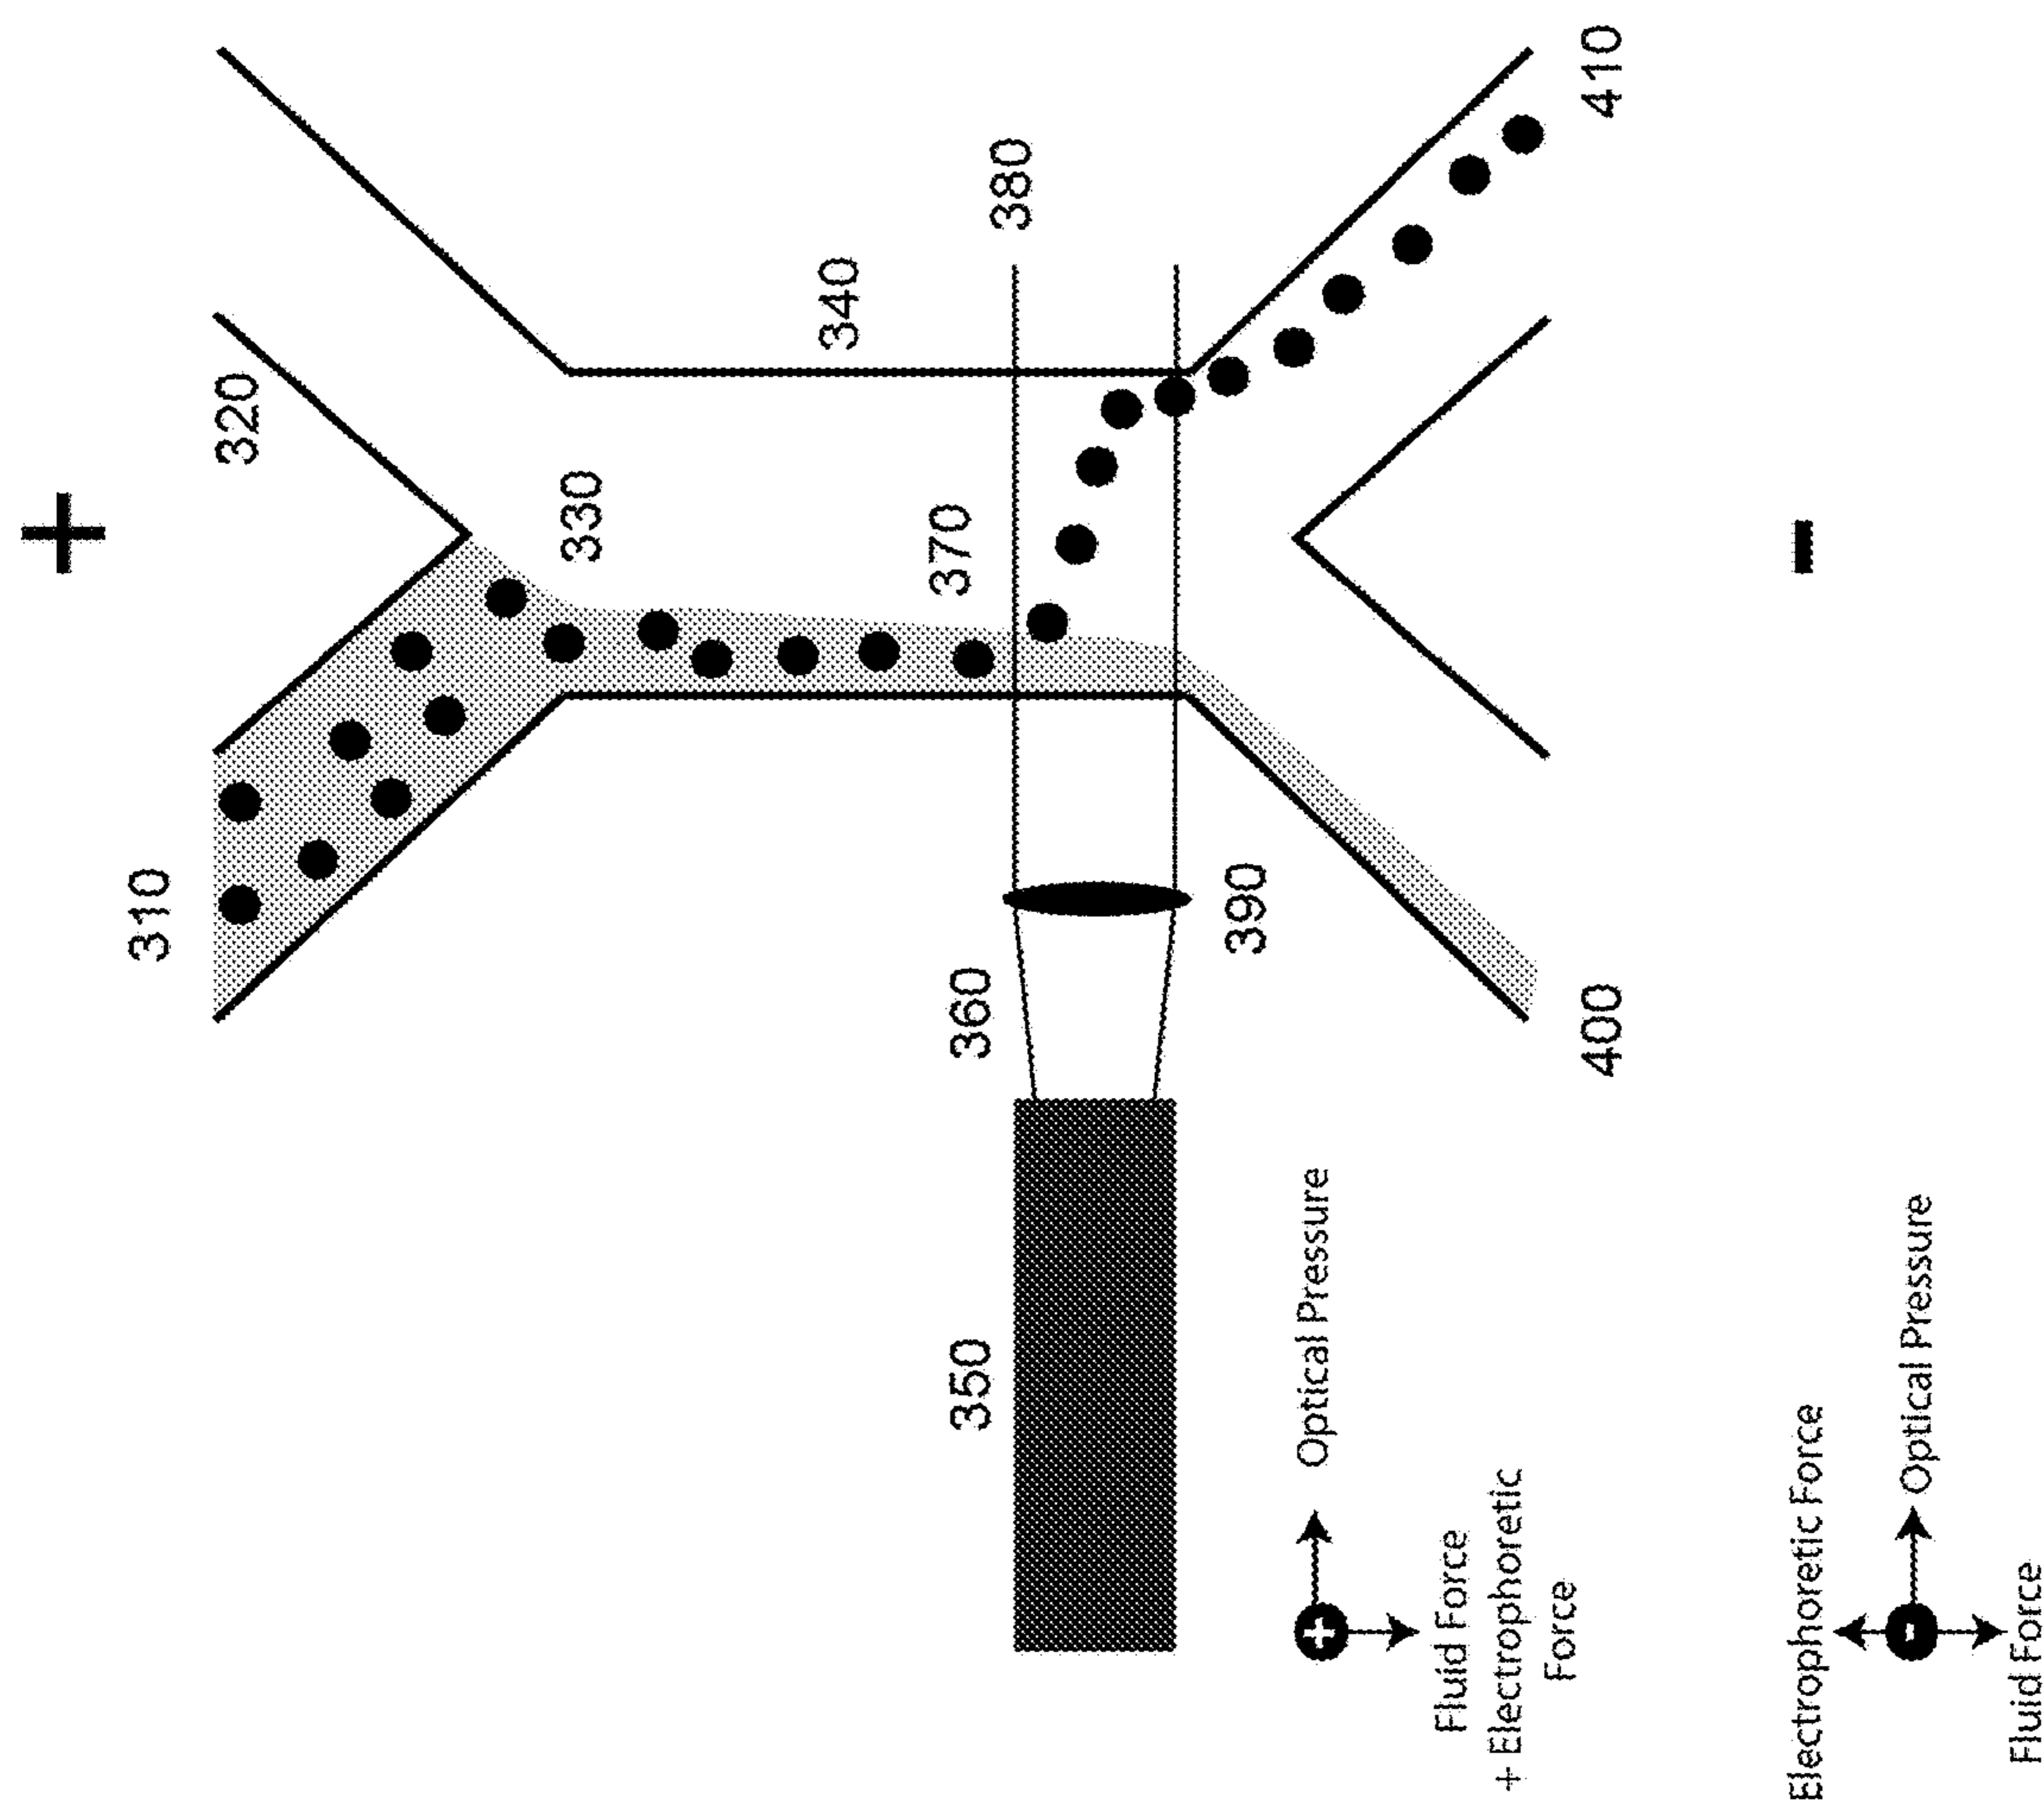 +
310
320
330
340
370
380
360
350
390
400
410
-
Optical Pressure
+
Fluid Force
+ Electrophoretic
Force
Electrophoretic Force
Optical Pressure
-
Fluid Force